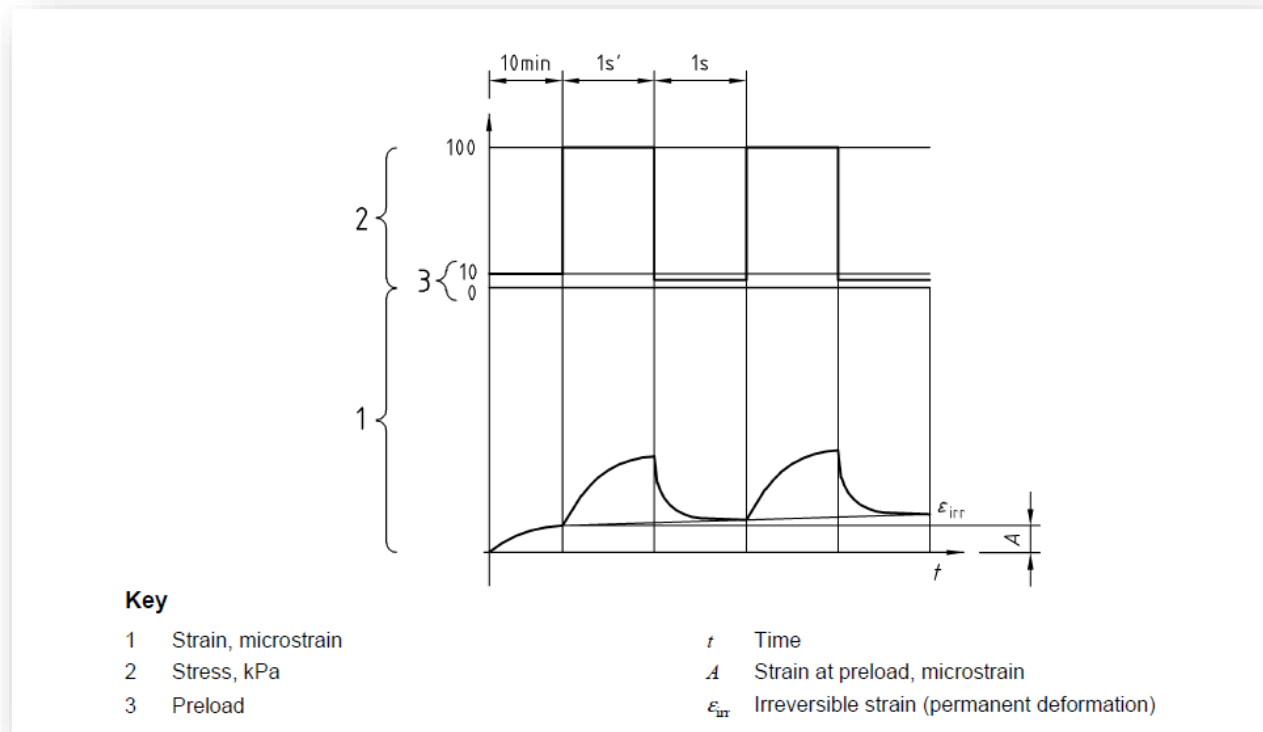 10min 1s' 1s
100
2
3 10
0
1
εirr
A
t
Key
1 Strain, microstrain
2 Stress, kPa
3 Preload
t Time
A Strain at preload, microstrain
εirr Irreversible strain (permanent deformation)